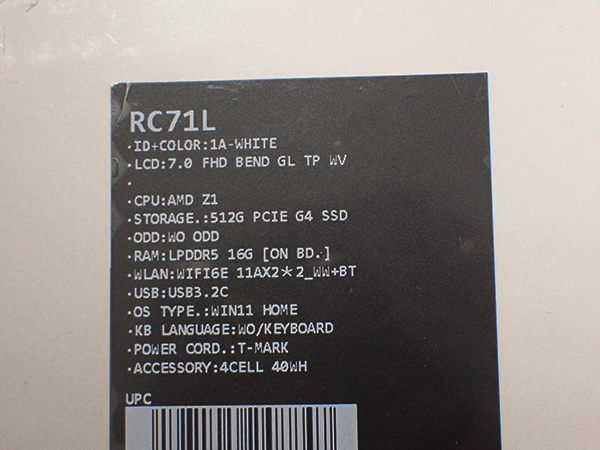 RC71L
·ID+COLOR:1A-WHITE
·LCD:7.0 FHD BEND GL TP WV
·
·CPU:AMD Z1
·STORAGE.:512G PCIE G4 SSD
·ODD:WO ODD
·RAM:LPDDR5 16G [ON BD.]
·WLAN:WIFI6E 11AX2*2_WW+BT
·USB:USB3.2C
·OS TYPE.:WIN11 HOME
·KB LANGUAGE:WO/KEYBOARD
·POWER CORD.:T-MARK
·ACCESSORY:4CELL 40WH
UPC